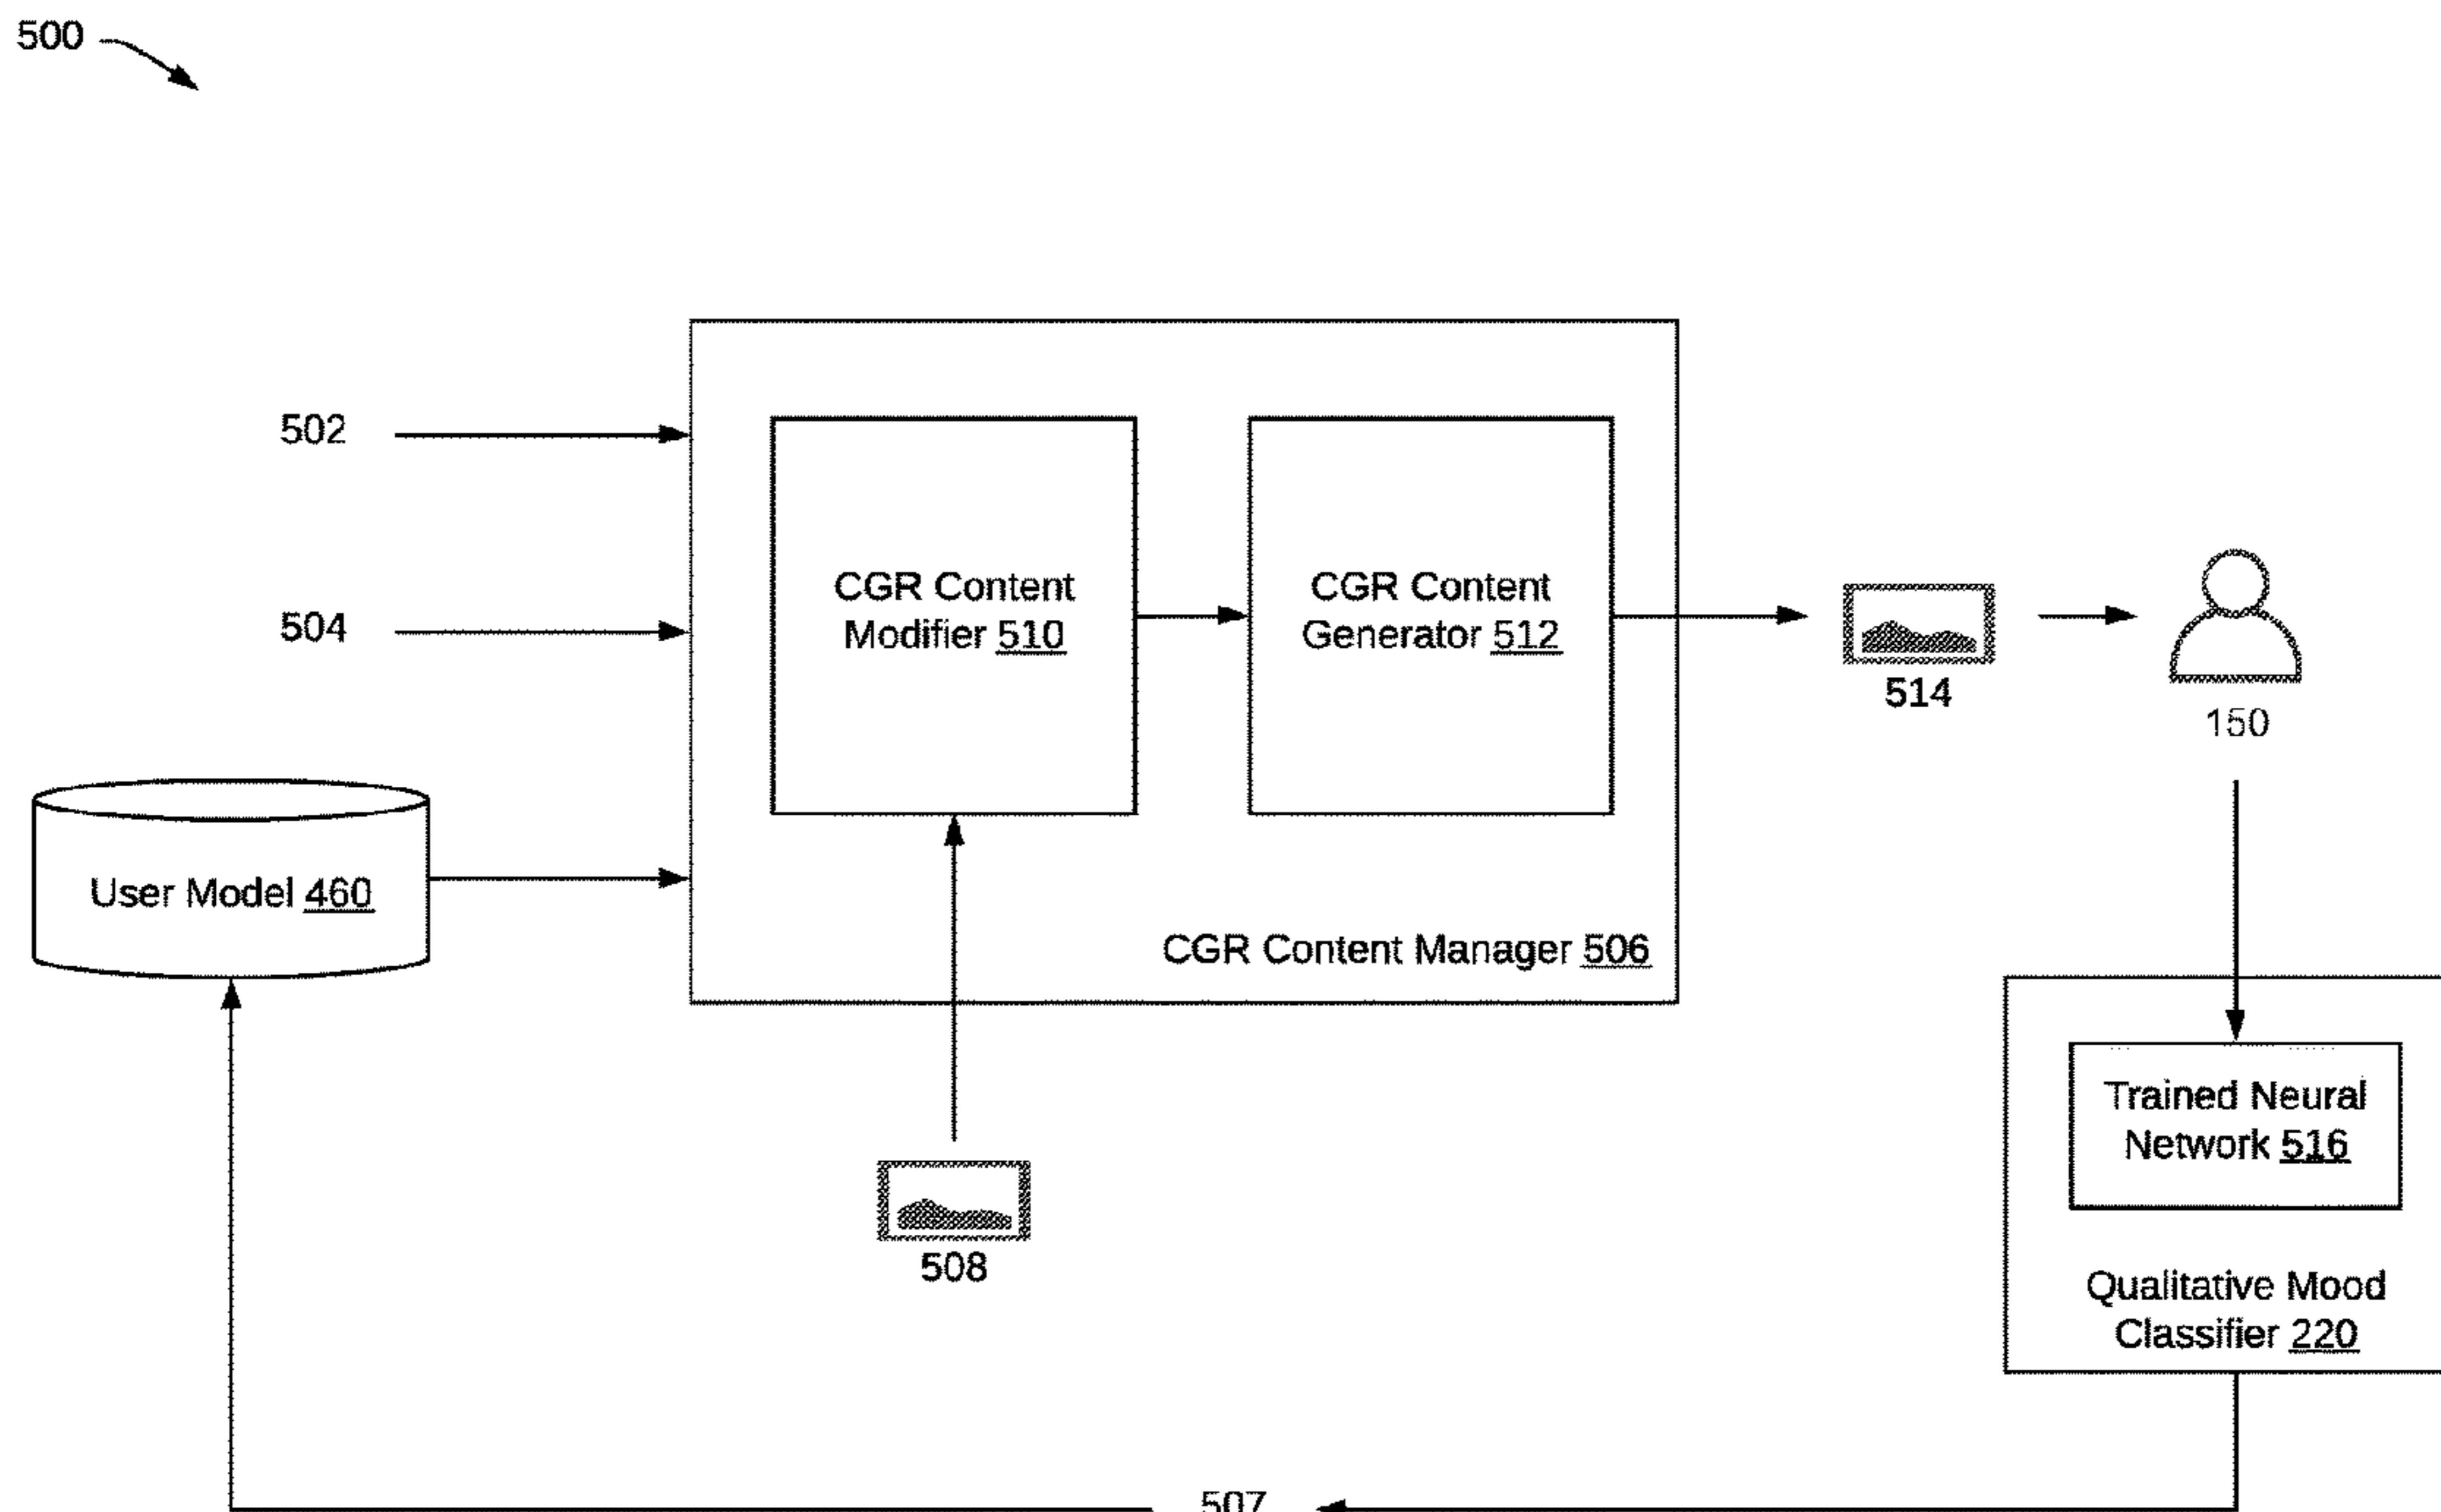 500
502
504
CGR Content
Modifier 510
CGR Content
Generator 512
514
150
User Model 460
CGR Content Manager 506
Trained Neural
Network 516
508
Qualitative Mood
Classifier 220
507